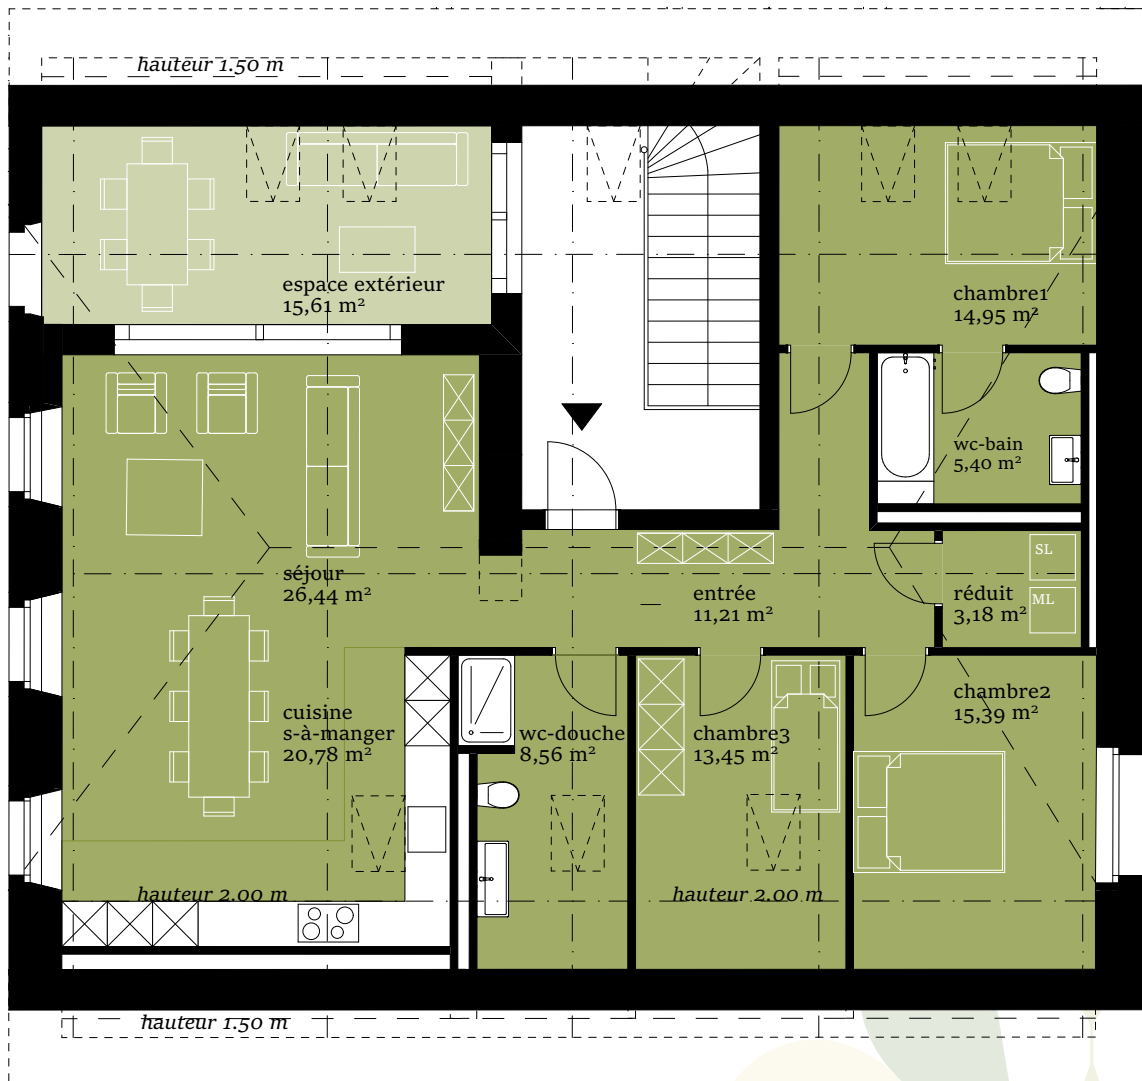 hauteur 1.50 m
espace extérieur
15,61 m²
chambre1
14,95 m²
wc-bain
5,40 m²
SL
séjour
26,44 m²
entrée
11,21 m²
réduit
3,18 m²
ML
cuisine
s-à-manger
20,78 m²
wc-douche
8,56 m²
chambre3
13,45 m²
chambre2
15,39 m²
hauteur 2.00 m
hauteur 2.00 m
hauteur 1.50 m